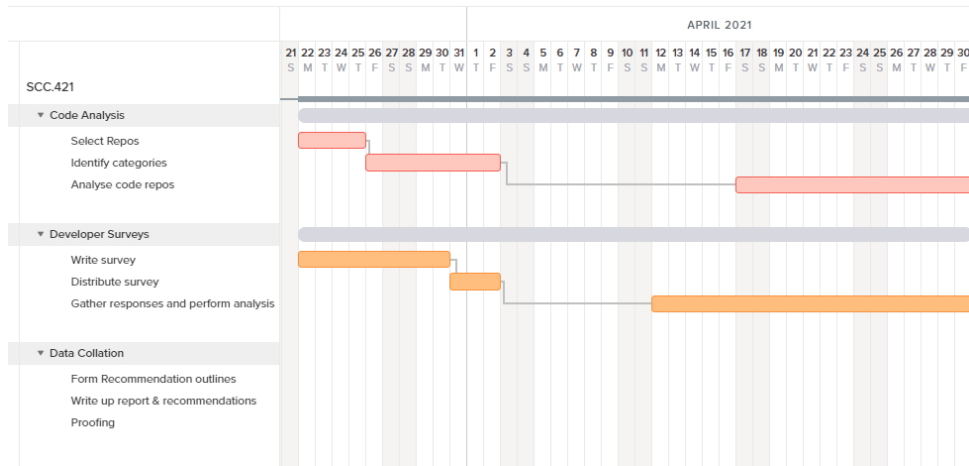 APRIL 2021
21 22 23 24 25 26 27 28 29 30 31 1 2 3 4 5 6 7 8 9 10 11 12 13 14 15 16 17 18 19 20 21 22 23 24 25 26 27 28 29 30
S M T W T F S S M T W T F S S M T W T F S S M T W T F S S M T W T F S S M T W T F
SCC.421
Code Analysis
Select Repos
Identify categories
Analyse code repos
Developer Surveys
Write survey
Distribute survey
Gather responses and perform analysis
Data Collation
Form Recommendation outlines
Write up report & recommendations
Proofing